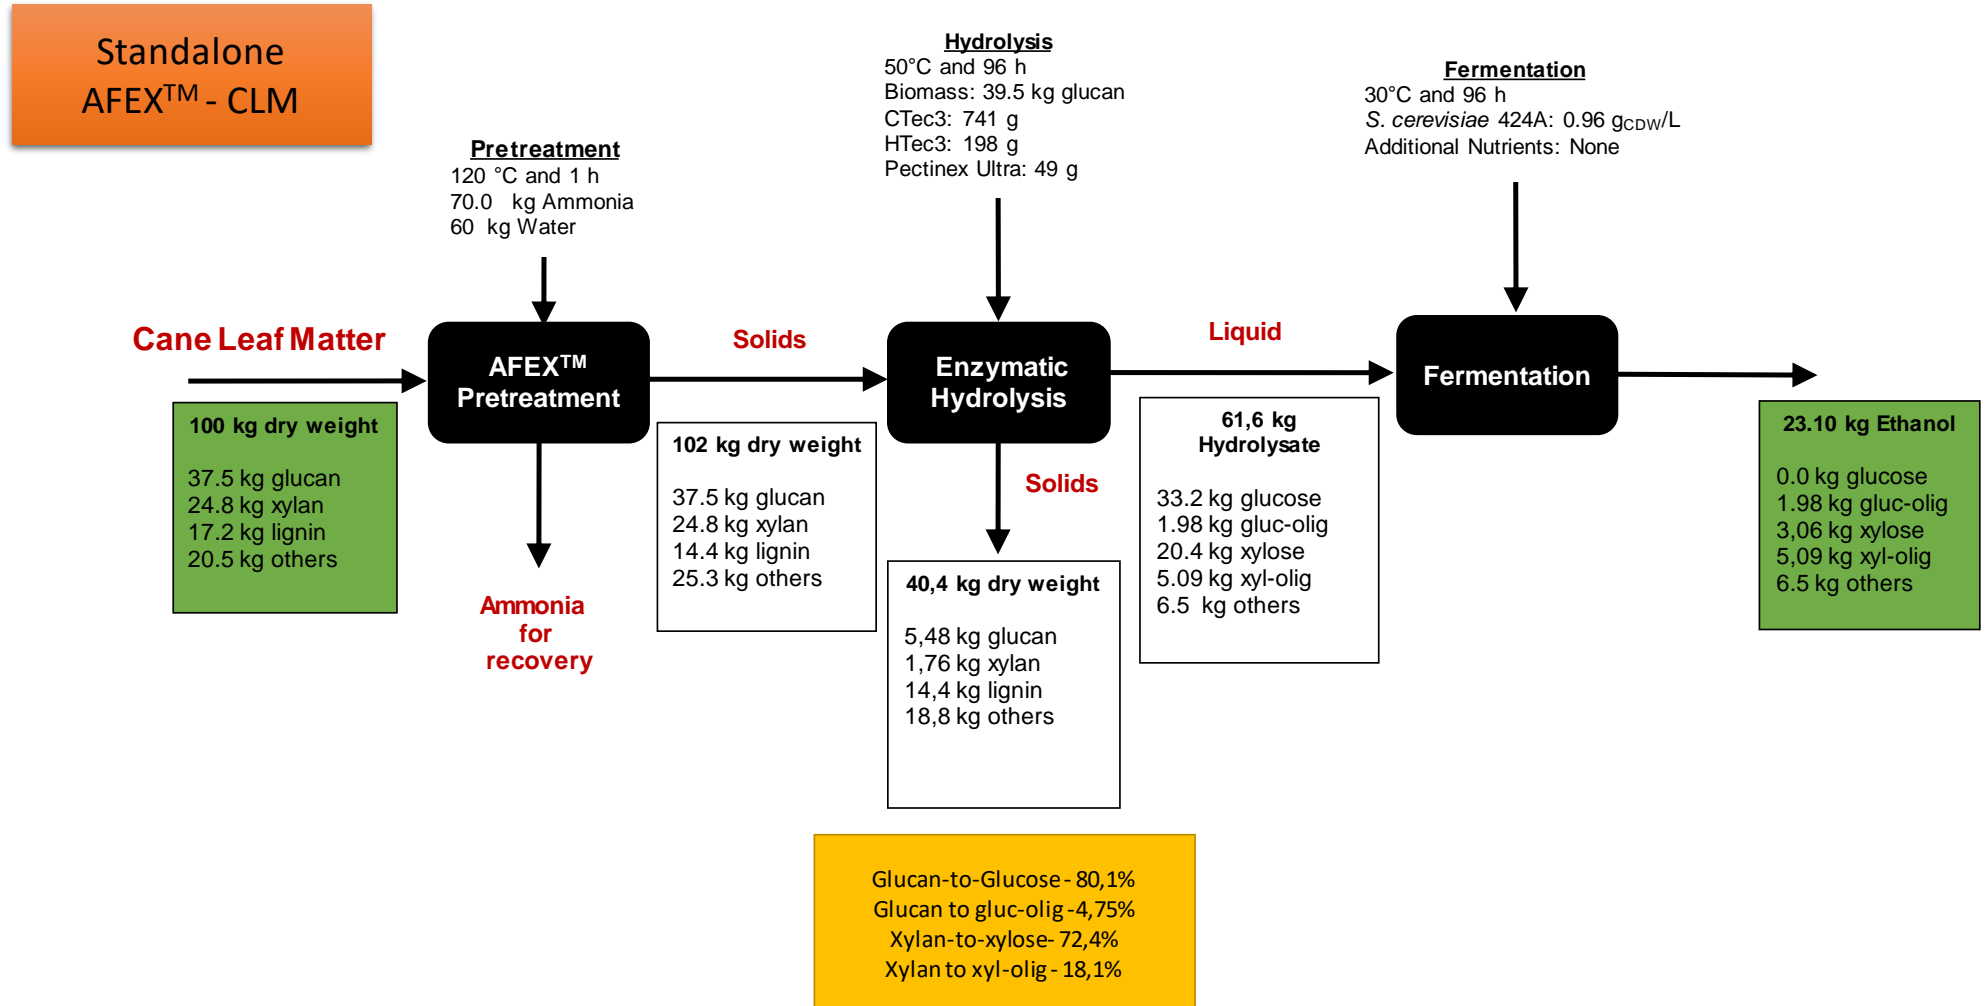 Standalone
AFEX™ - CLM
Pretreatment
120 °C and 1 h
70.0 kg Ammonia
60 kg Water
Hydrolysis
50°C and 96 h
Biomass: 39.5 kg glucan
CTec3: 741 g
HTec3: 198 g
Pectinex Ultra: 49 g
Fermentation
30°C and 96 h
S. cerevisiae 424A: 0.96 gCDW/L
Additional Nutrients: None
Cane Leaf Matter
AFEX™
Pretreatment
Solids
Enzymatic
Hydrolysis
Liquid
Fermentation
100 kg dry weight
37.5 kg glucan
24.8 kg xylan
17.2 kg lignin
20.5 kg others
Ammonia
for
recovery
102 kg dry weight
37.5 kg glucan
24.8 kg xylan
14.4 kg lignin
25.3 kg others
Solids
40,4 kg dry weight
5,48 kg glucan
1,76 kg xylan
14,4 kg lignin
18,8 kg others
61,6 kg
Hydrolysate
33.2 kg glucose
1.98 kg gluc-olig
20.4 kg xylose
5.09 kg xyl-olig
6.5 kg others
23.10 kg Ethanol
0.0 kg glucose
1.98 kg gluc-olig
3,06 kg xylose
5,09 kg xyl-olig
6.5 kg others
Glucan-to-Glucose - 80,1%
Glucan to gluc-olig -4,75%
Xylan-to-xylose- 72,4%
Xylan to xyl-olig - 18,1%